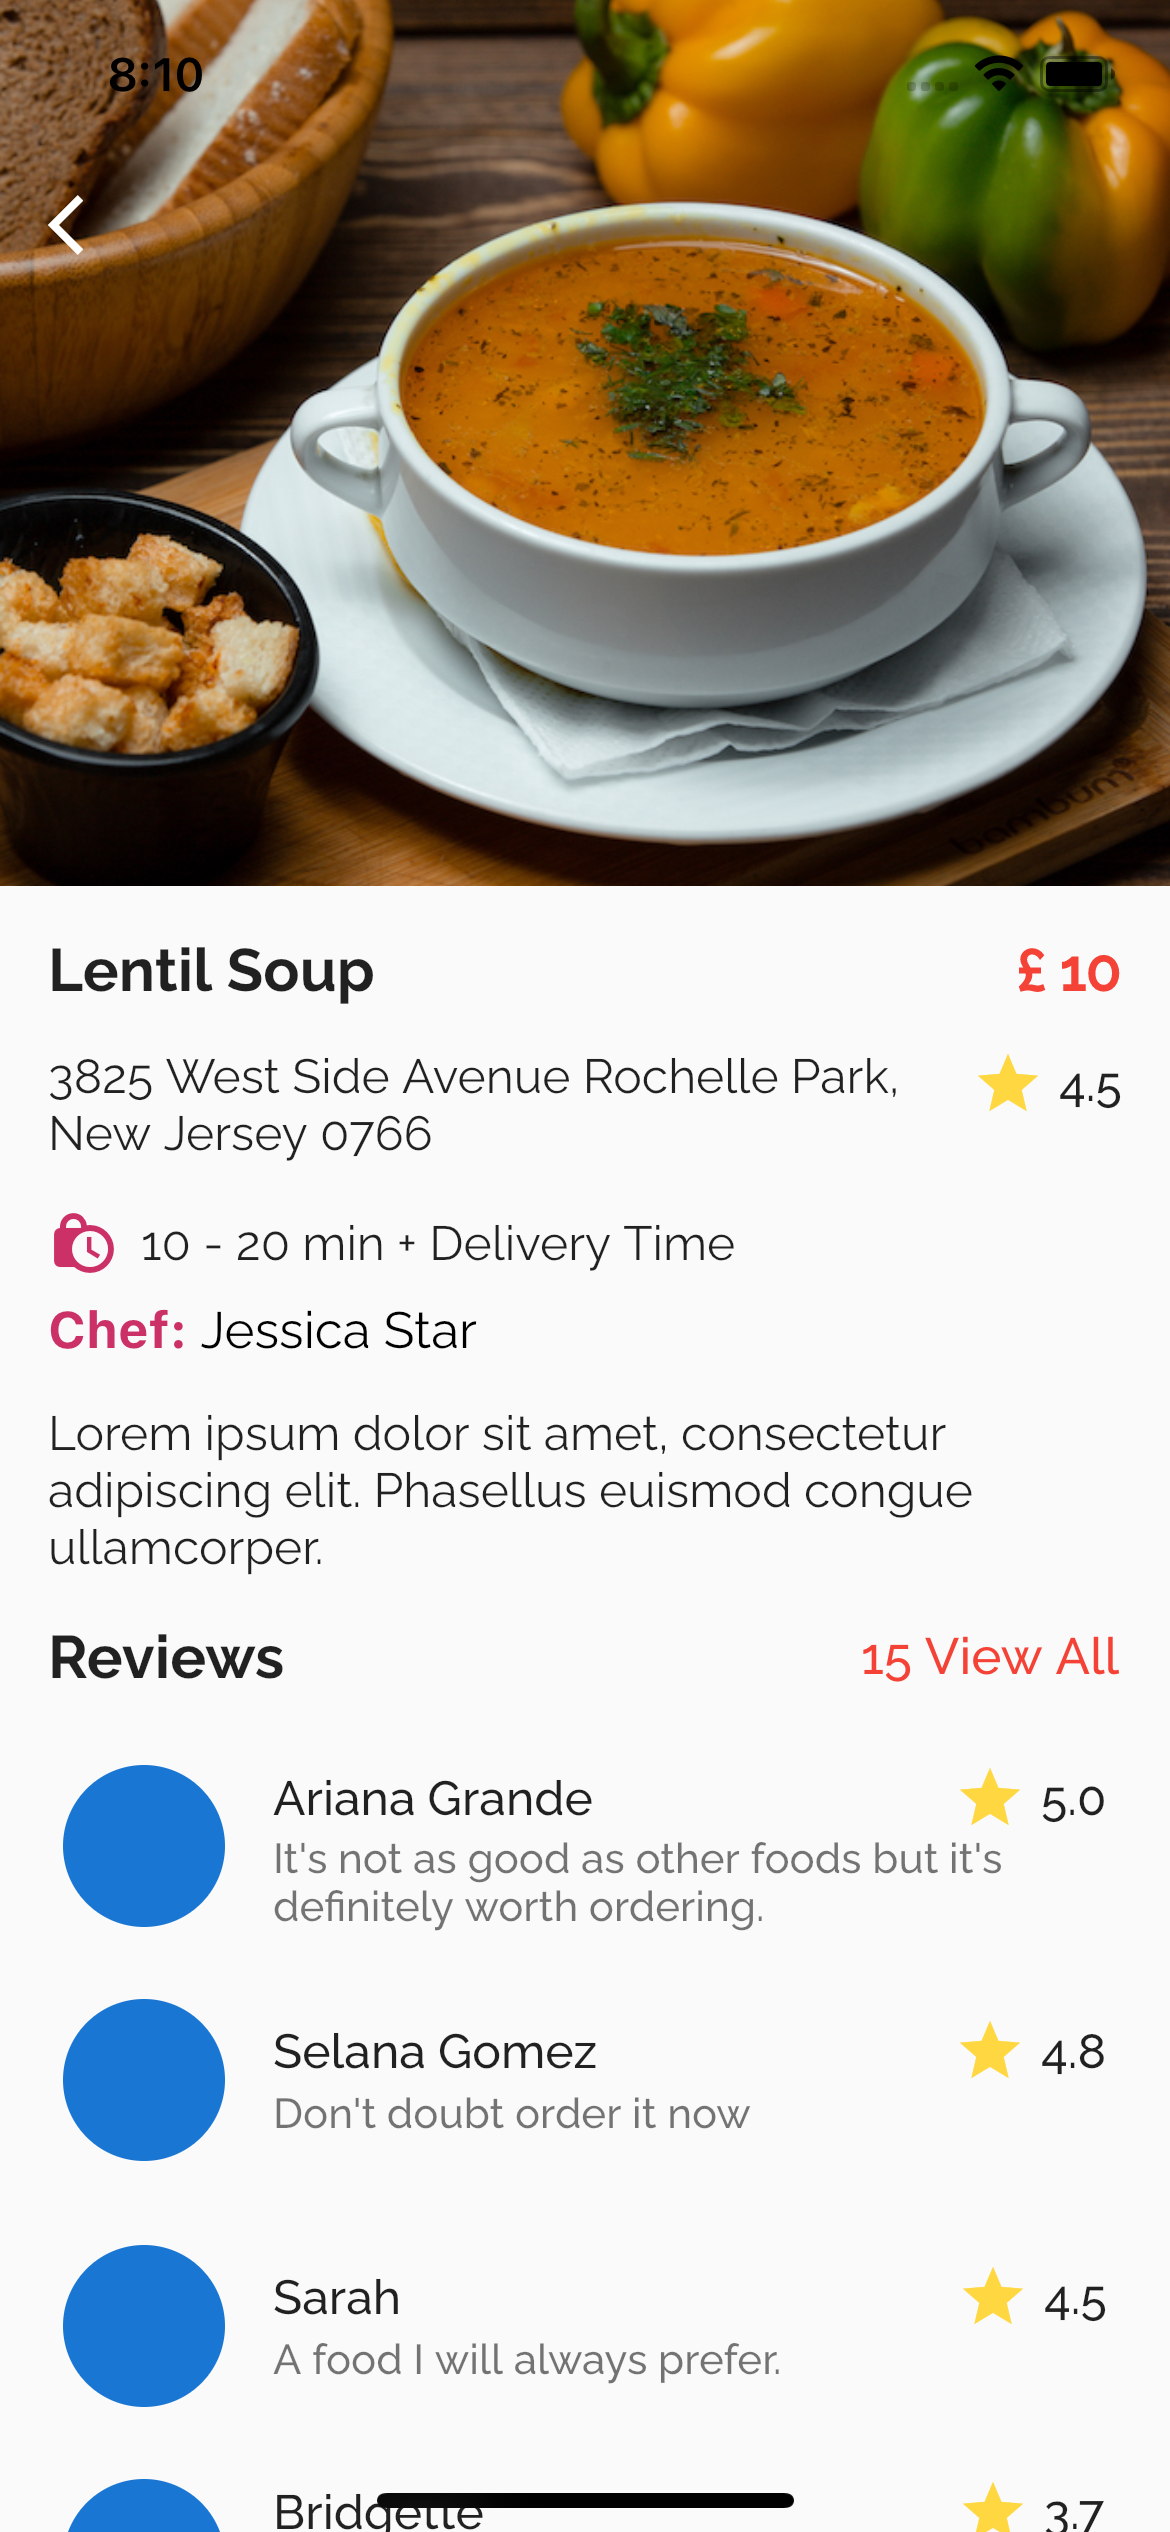 8:10
bambum
Lentil Soup
£ 10
3825 West Side Avenue Rochelle Park,
New Jersey 0766
4.5
10 - 20 min + Delivery Time
Chef: Jessica Star
Lorem ipsum dolor sit amet, consectetur
adipiscing elit. Phasellus euismod congue
ullamcorper.
Reviews
15 View All
Ariana Grande
5.0
It's not as good as other foods but it's
definitely worth ordering.
Selana Gomez
4.8
Don't doubt order it now
Sarah
4.5
A food I will always prefer.
Bridgette
3.7